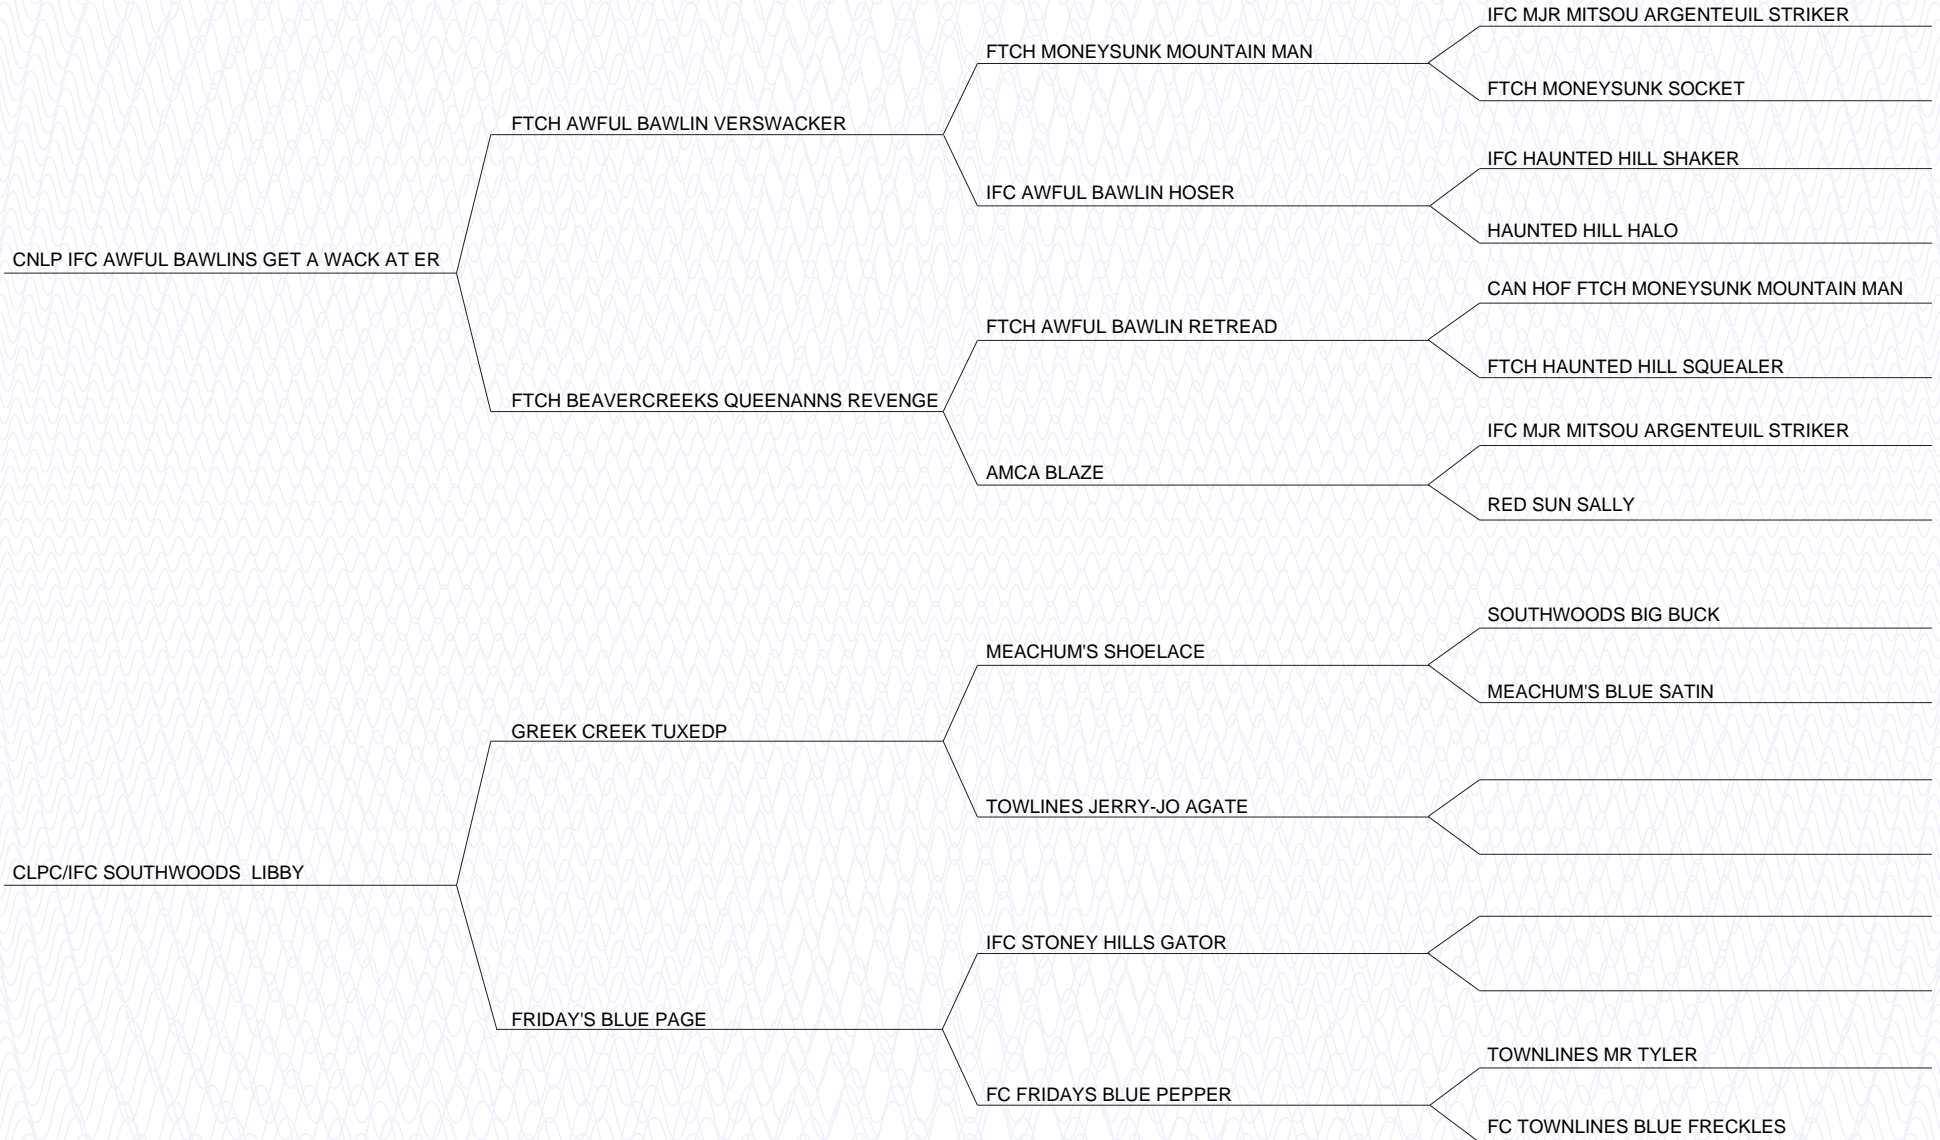 IFC MJR MITSOU ARGENTEUIL STRIKER
FTCH MONEYSUNK MOUNTAIN MAN
FTCH MONEYSUNK SOCKET
FTCH AWFUL BAWLIN VERSWACKER
IFC HAUNTED HILL SHAKER
IFC AWFUL BAWLIN HOSER
HAUNTED HILL HALO
CNLP IFC AWFUL BAWLINS GET A WACK AT ER
CAN HOF FTCH MONEYSUNK MOUNTAIN MAN
FTCH AWFUL BAWLIN RETREAD
FTCH HAUNTED HILL SQUEALER
FTCH BEAVERCREEKS QUEENANNS REVENGE
IFC MJR MITSOU ARGENTEUIL STRIKER
AMCA BLAZE
RED SUN SALLY
SOUTHWOODS BIG BUCK
MEACHUM'S SHOELACE
MEACHUM'S BLUE SATIN
GREEK CREEK TUXEDP
TOWLINES JERRY-JO AGATE
CLPC/IFC SOUTHWOODS  LIBBY
IFC STONEY HILLS GATOR
FRIDAY'S BLUE PAGE
TOWNLINES MR TYLER
FC FRIDAYS BLUE PEPPER
FC TOWNLINES BLUE FRECKLES